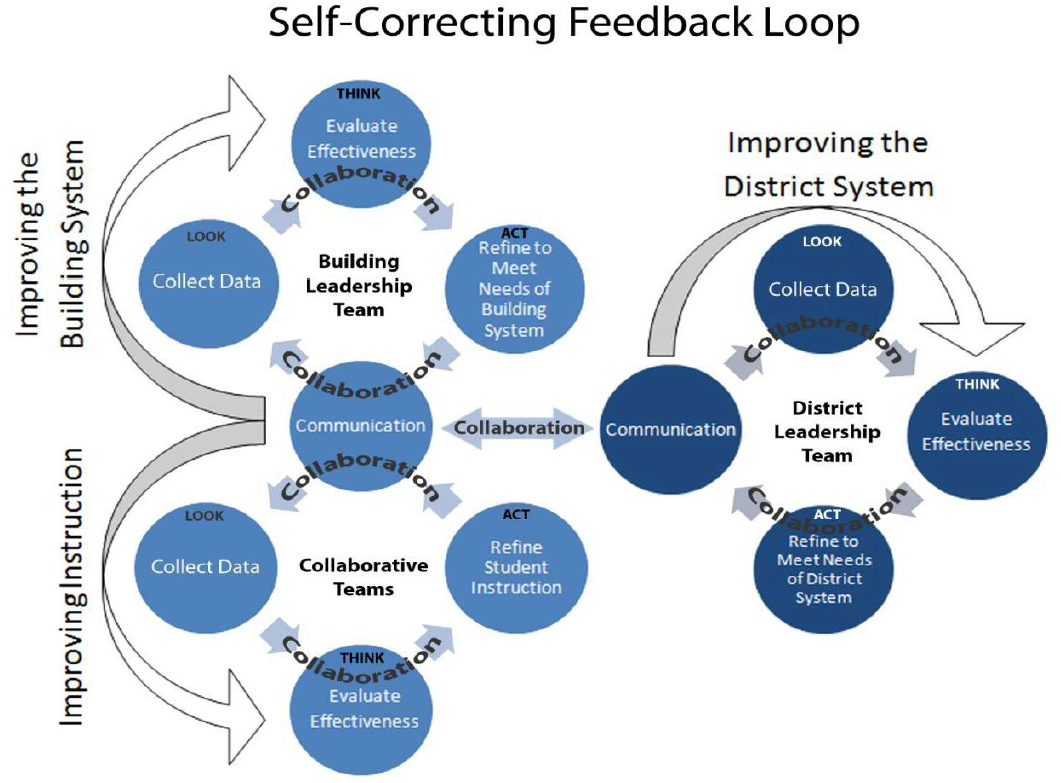 Self-Correcting Feedback Loop
Improving the
Building System
THINK
Evaluate
Effectiveness
Collaboration
LOOK
Collect Data
Building
Leadership
Team
ACT
Refine to
Meet
Needs of
Building
System
Collaboration
Communication
Collaboration
Improving Instruction
LOOK
Collect Data
Collaborative
Teams
ACT
Refine
Student
Instruction
Collaboration
THINK
Evaluate
Effectiveness
Collaboration
Improving the
District System
LOOK
Collect Data
Collaboration
Communication
District
Leadership
Team
THINK
Evaluate
Effectiveness
Collaboration
ACT
Refine to
Meet Needs
of District
System